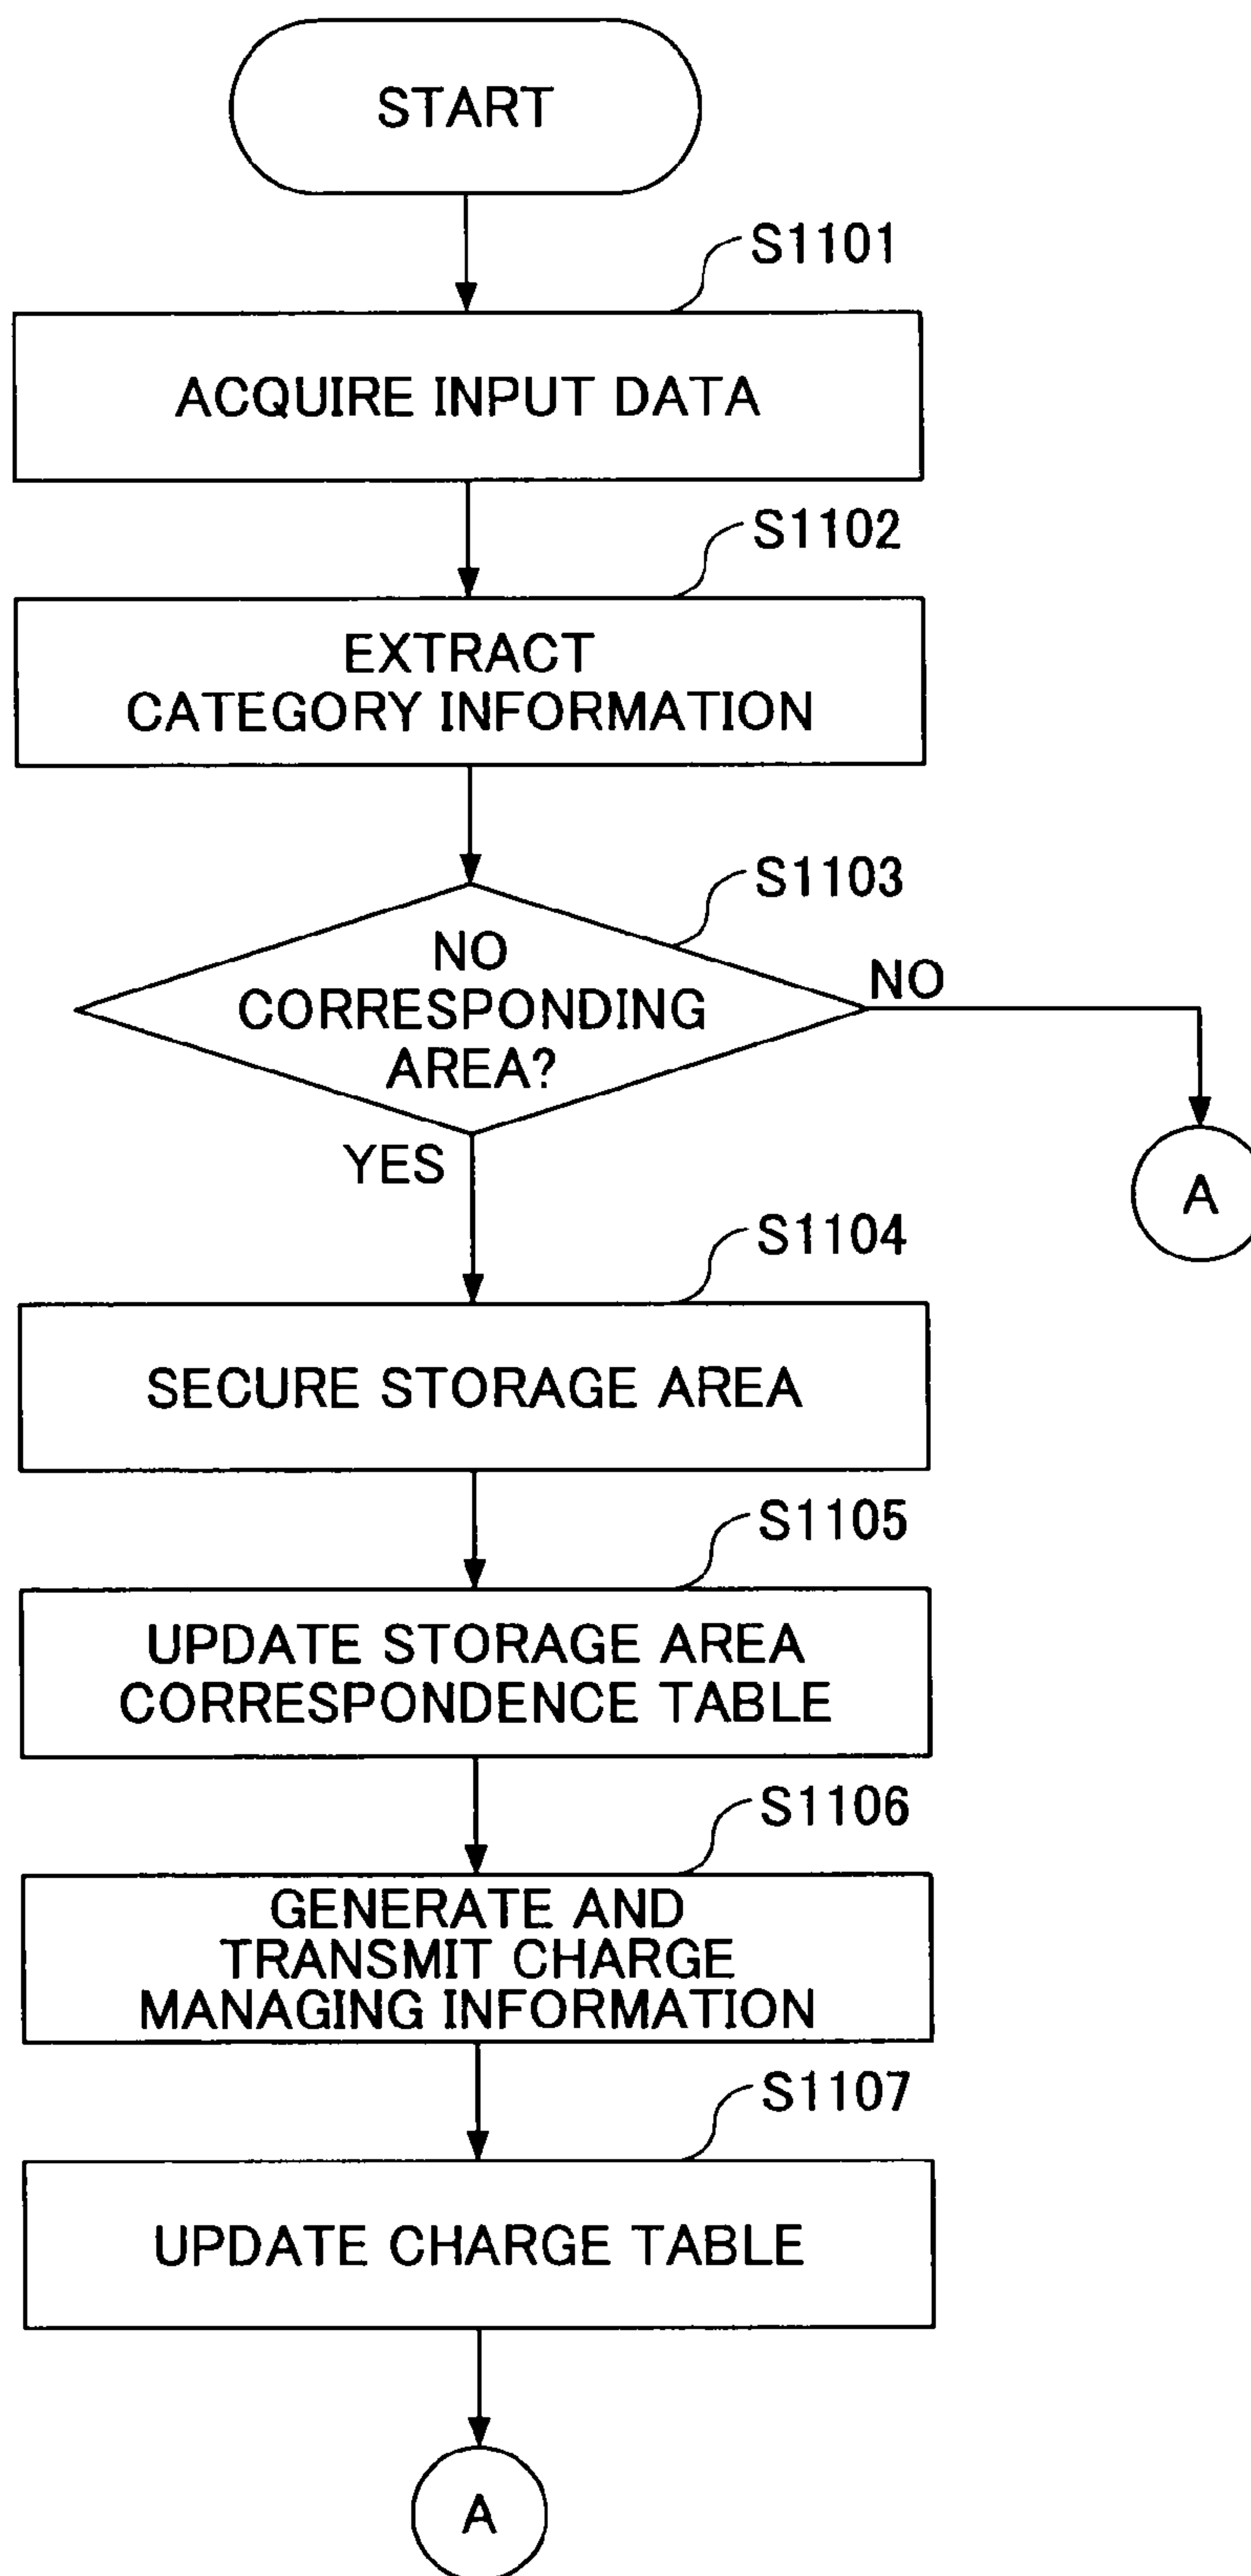 START
S1101
ACQUIRE INPUT DATA
S1102
EXTRACT
CATEGORY INFORMATION
S1103
NO
CORRESPONDING
AREA?
NO
A
YES
S1104
SECURE STORAGE AREA
S1105
UPDATE STORAGE AREA
CORRESPONDENCE TABLE
S1106
GENERATE AND
TRANSMIT CHARGE
MANAGING INFORMATION
S1107
UPDATE CHARGE TABLE
A